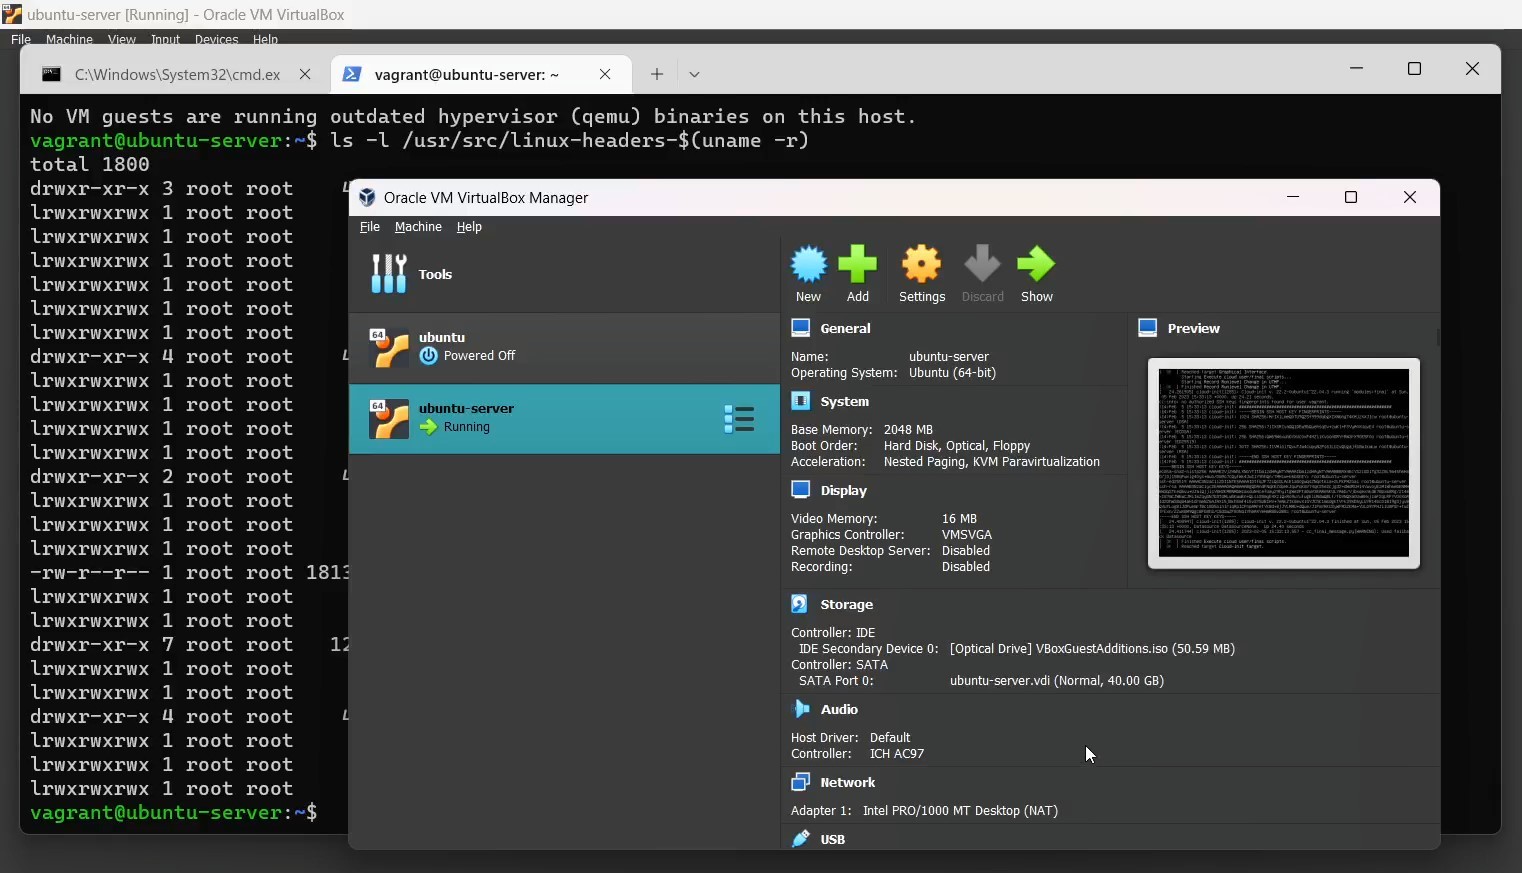 ubuntu-server [Running] - Oracle VM VirtualBox
File Machine View Input Devices Help
C:\Windows\System32\cmd.ex
vagrant@ubuntu-server: ~
No VM guests are running outdated hypervisor (qemu) binaries on this host.
vagrant@ubuntu-server:~$ ls -l /usr/src/linux-headers-$(uname -r)
total 1800
drwxr-xr-x 3 root root
lrwxrwxrwx 1 root root
lrwxrwxrwx 1 root root
lrwxrwxrwx 1 root root
lrwxrwxrwx 1 root root
lrwxrwxrwx 1 root root
lrwxrwxrwx 1 root root
drwxr-xr-x 4 root root
lrwxrwxrwx 1 root root
lrwxrwxrwx 1 root root
lrwxrwxrwx 1 root root
lrwxrwxrwx 1 root root
drwxr-xr-x 2 root root
lrwxrwxrwx 1 root root
lrwxrwxrwx 1 root root
lrwxrwxrwx 1 root root
-rw-r--r-- 1 root root 1813
lrwxrwxrwx 1 root root
lrwxrwxrwx 1 root root
drwxr-xr-x 7 root root 12
lrwxrwxrwx 1 root root
lrwxrwxrwx 1 root root
drwxr-xr-x 4 root root
lrwxrwxrwx 1 root root
lrwxrwxrwx 1 root root
lrwxrwxrwx 1 root root
vagrant@ubuntu-server:~$
Oracle VM VirtualBox Manager
File Machine Help
Tools
64
ubuntu
Powered Off
64
ubuntu-server
Running
New Add Settings Discard Show
General
Name: ubuntu-server
Operating System: Ubuntu (64-bit)
System
Base Memory: 2048 MB
Boot Order: Hard Disk, Optical, Floppy
Acceleration: Nested Paging, KVM Paravirtualization
Display
Video Memory: 16 MB
Graphics Controller: VMSVGA
Remote Desktop Server: Disabled
Recording: Disabled
Preview
Storage
Controller: IDE
IDE Secondary Device 0: [Optical Drive] VBoxGuestAdditions.iso (50.59 MB)
Controller: SATA
SATA Port 0: ubuntu-server.vdi (Normal, 40.00 GB)
Audio
Host Driver: Default
Controller: ICH AC97
Network
Adapter 1: Intel PRO/1000 MT Desktop (NAT)
USB